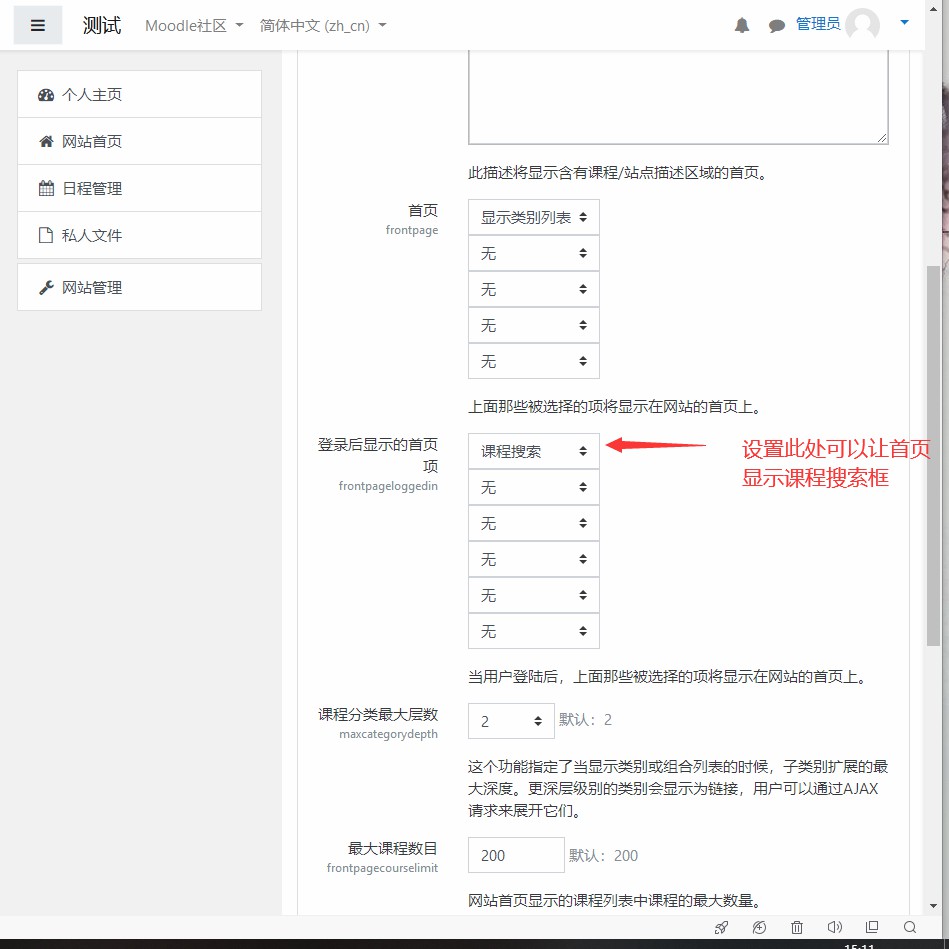 测试 Moodle社区 简体中文 (zh_cn) 管理员
个人主页
网站首页
日程管理
私人文件
网站管理
此描述将显示含有课程/站点描述区域的首页。
首页
frontpage
显示类别列表
无
无
无
无
上面那些被选择的项将显示在网站的首页上。
登录后显示的首页
项
frontpageloggedin
课程搜索
无
无
无
无
无
设置此处可以让首页
显示课程搜索框
当用户登陆后，上面那些被选择的项将显示在网站的首页上。
课程分类最大层数
maxcategorydepth
2 默认：2
这个功能指定了当显示类别或组合列表的时候，子类别扩展的最
大深度。更深层级别的类别会显示为链接，用户可以通过AJAX
请求来展开它们。
最大课程数目
frontpagecourselimit
200 默认：200
网站首页显示的课程列表中课程的最大数量。
15:11